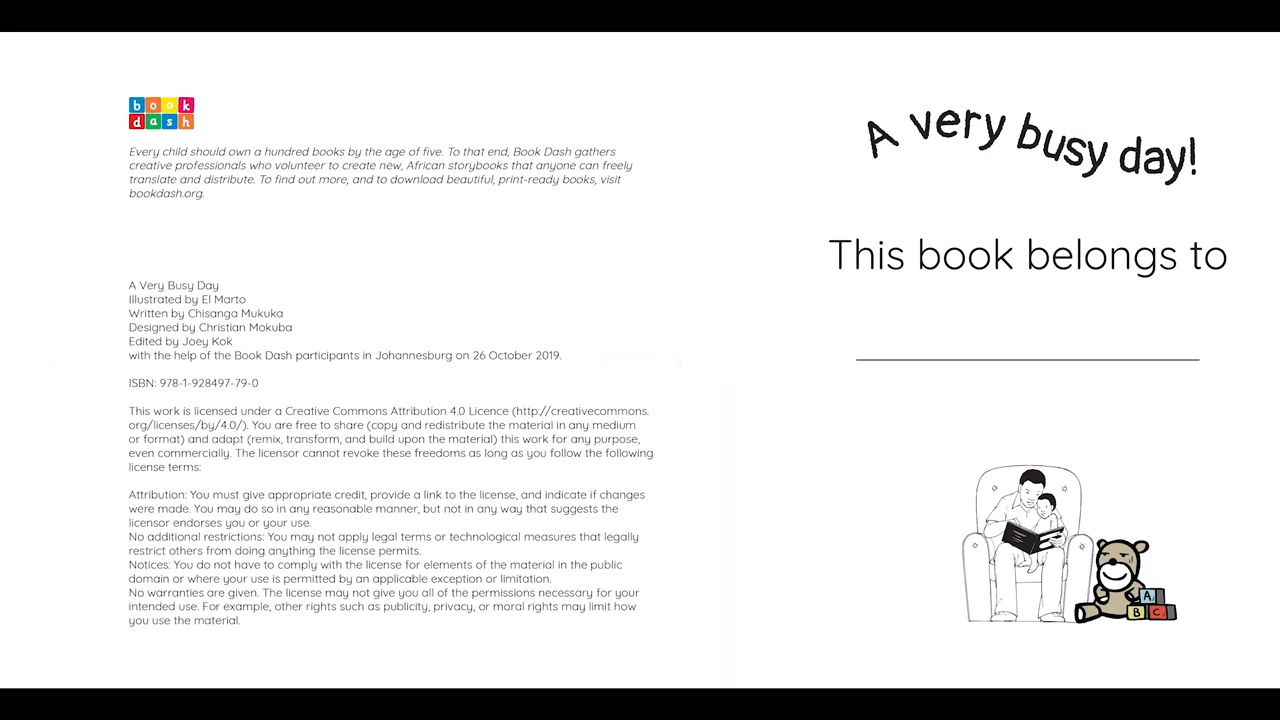 book
dash
Every child should own a hundred books by the age of five. To that end, Book Dash gathers
creative professionals who volunteer to create new, African storybooks that anyone can freely
translate and distribute. To find out more, and to download beautiful, print-ready books, visit
bookdash.org.
A Very Busy Day
Illustrated by El Marto
Written by Chisanga Mukuka
Designed by Christian Mokuba
Edited by Joey Kok
with the help of the Book Dash participants in Johannesburg on 26 October 2019.
ISBN: 978-1-928497-79-0
This work is licensed under a Creative Commons Attribution 4.0 Licence (http://creativecommons.
org/licenses/by/4.0/). You are free to share (copy and redistribute the material in any medium
or format) and adapt (remix, transform, and build upon the material) this work for any purpose,
even commercially. The licensor cannot revoke these freedoms as long as you follow the following
license terms:
Attribution: You must give appropriate credit, provide a link to the license, and indicate if changes
were made. You may do so in any reasonable manner, but not in any way that suggests the
licensor endorses you or your use.
No additional restrictions: You may not apply legal terms or technological measures that legally
restrict others from doing anything the license permits.
Notices: You do not have to comply with the license for elements of the material in the public
domain or where your use is permitted by an applicable exception or limitation.
No warranties are given. The license may not give you all of the permissions necessary for your
intended use. For example, other rights such as publicity, privacy, or moral rights may limit how
you use the material.
A very busy day!
This book belongs to
A
B C